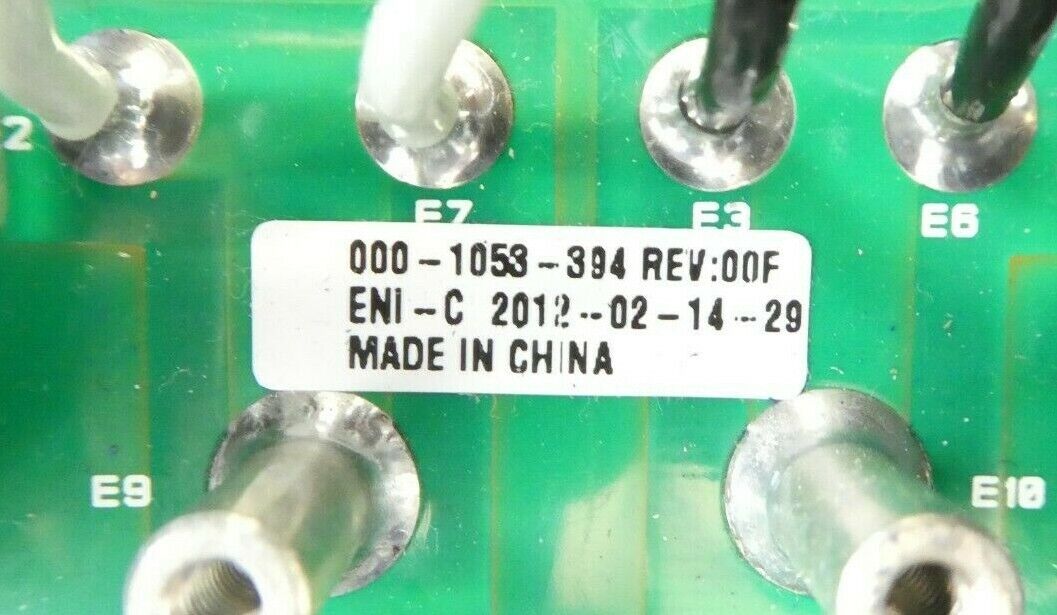 2
E7
E3
E6
000-1053-394 REV:00F
ENI-C 2012-02-14-29
MADE IN CHINA
E9
E10